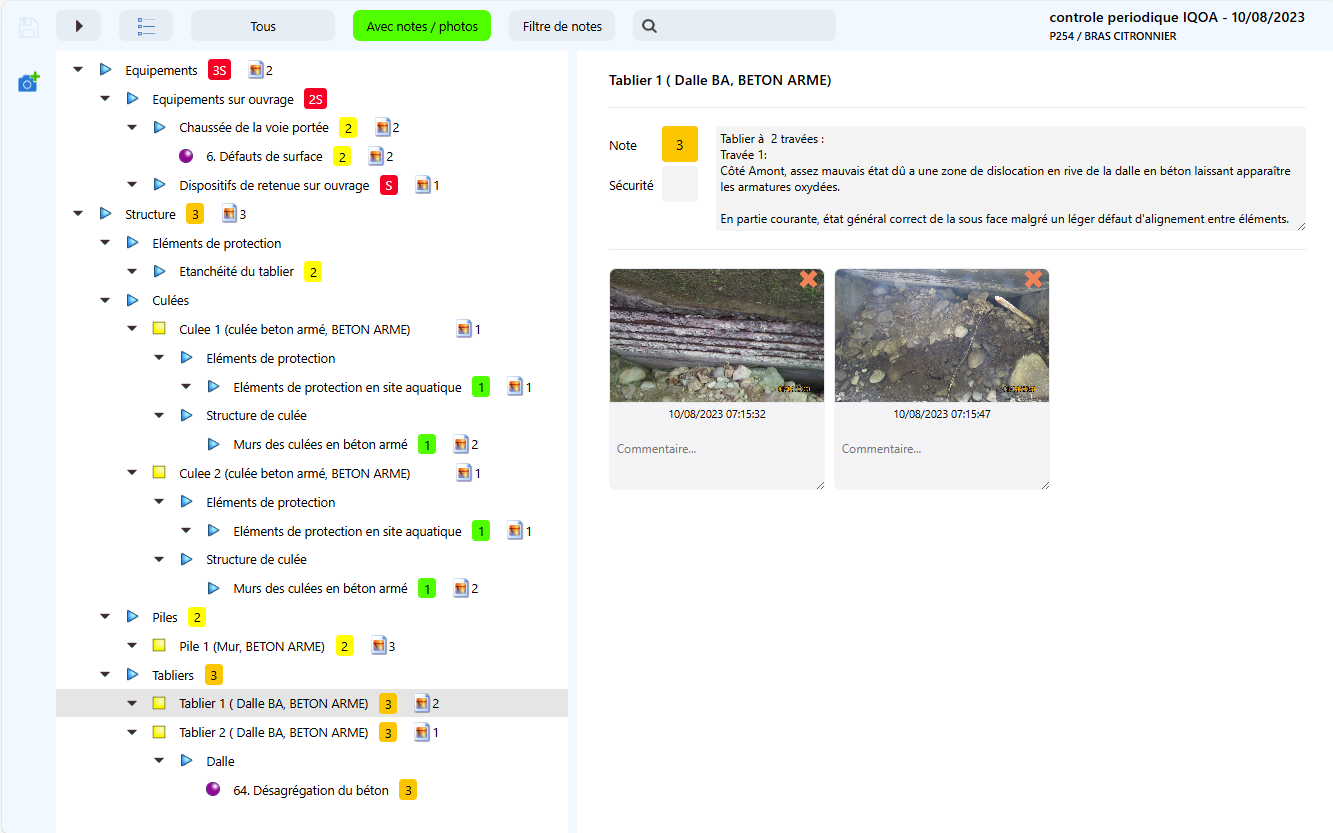 Tous
Avec notes / photos
Filtre de notes
controle periodique IQOA - 10/08/2023
P254 / BRAS CITRONNIER
Equipements 3S 2
Equipements sur ouvrage 2S
Chaussée de la voie portée 2 2
6. Défauts de surface 2 2
Dispositifs de retenue sur ouvrage S 1
Structure 3 3
Eléments de protection
Etanchéité du tablier 2
Culées
Culee 1 (culée beton armé, BETON ARME) 1
Eléments de protection
Eléments de protection en site aquatique 1 1
Structure de culée
Murs des culées en béton armé 1 2
Culee 2 (culée beton armé, BETON ARME) 1
Eléments de protection
Eléments de protection en site aquatique 1 1
Structure de culée
Murs des culées en béton armé 1 2
Piles 2
Pile 1 (Mur, BETON ARME) 2 3
Tabliers 3
Tablier 1 ( Dalle BA, BETON ARME) 3 2
Tablier 2 ( Dalle BA, BETON ARME) 3 1
Dalle
64. Désagrégation du béton 3
Tablier 1 ( Dalle BA, BETON ARME)
Note 3
Sécurité
Tablier à  2 travées :
Travée 1:
Côté Amont, assez mauvais état dû a une zone de dislocation en rive de la dalle en béton laissant apparaître
les armatures oxydées.
En partie courante, état général correct de la sous face malgré un léger défaut d'alignement entre éléments.
10/08/2023 07:15:32
Commentaire...
10/08/2023 07:15:47
Commentaire...